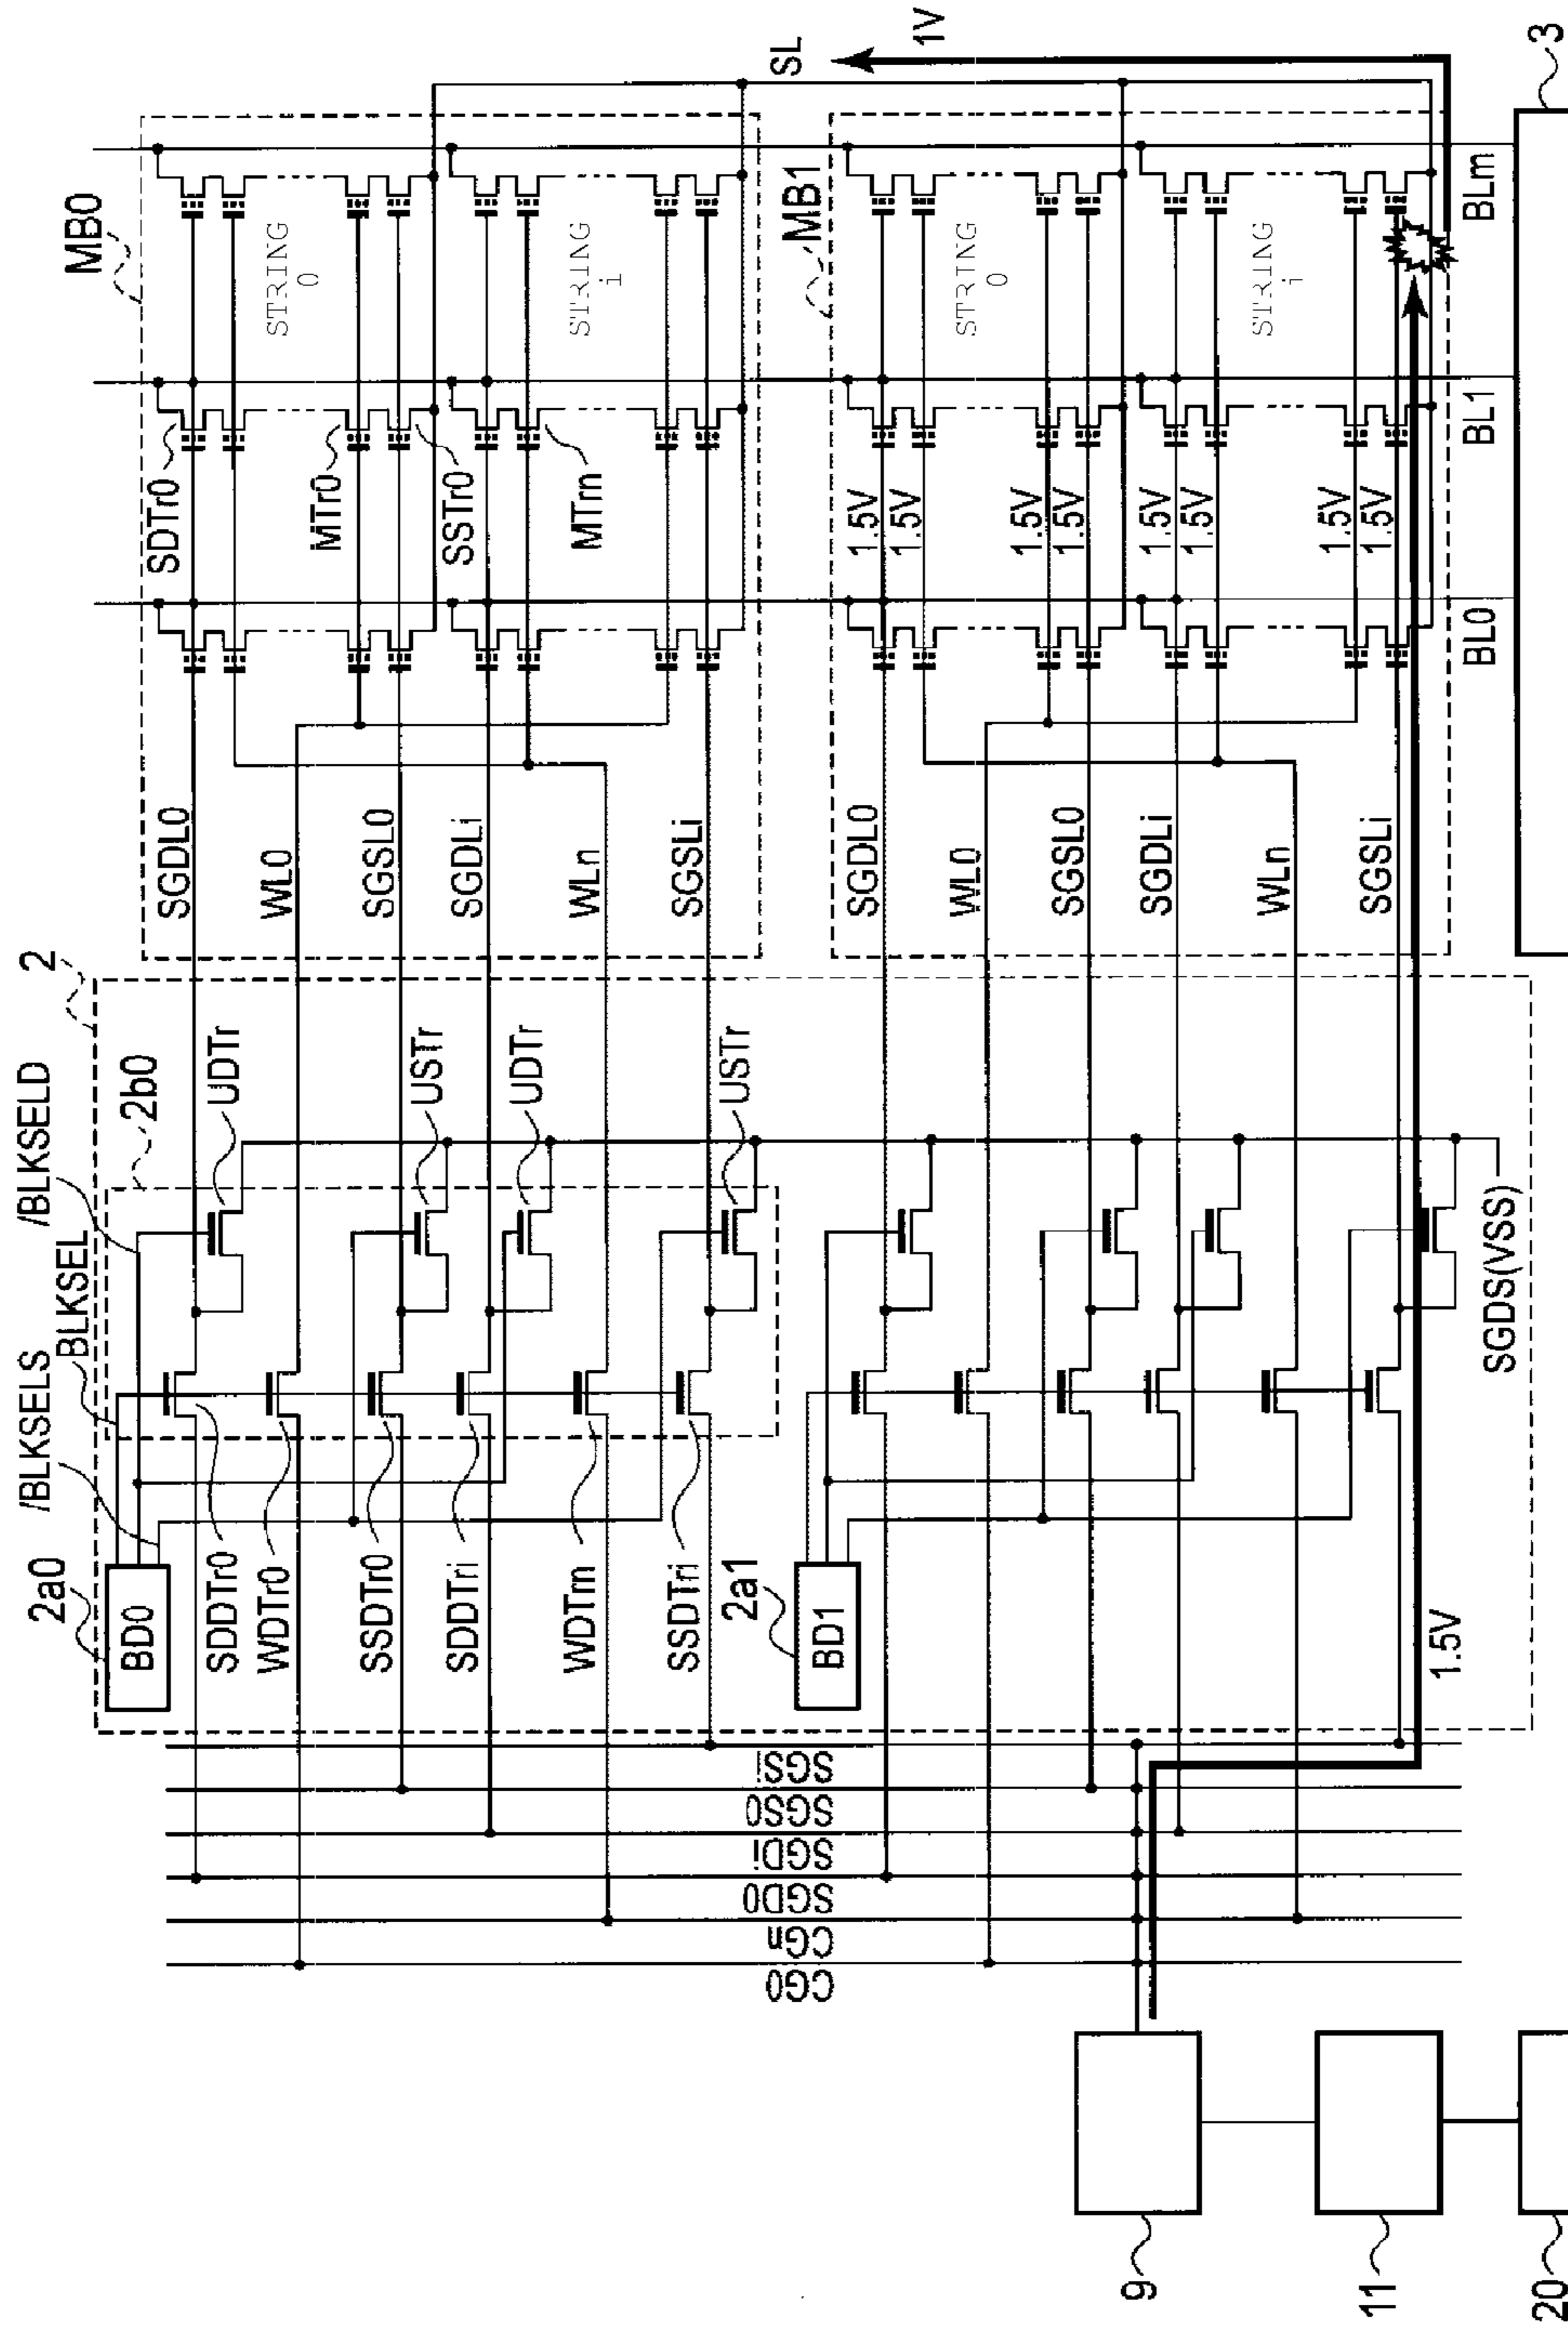 /BLKSELD
/BLKSELS
BLKSEL
2
2b0
2a0
BD0
MB0
SDDTr0
WDTr0
SSDTr0
SDDTri
WDTrn
SSDTri
UDTr
USTr
UDTr
USTr
SGDL0
WL0
SGSL0
SGDLi
WLn
SGSLi
SDTr0
MTr0
SSTr0
MTrn
STRING
0
STRING
i
SL
1V
2a1
BD1
MB1
SGDL0
WL0
SGSL0
SGDLi
WLn
SGSLi
1.5V
1.5V
1.5V
1.5V
1.5V
1.5V
1.5V
1.5V
STRING
0
STRING
i
SGSi
SGS0
SGDi
SGD0
CGn
CG0
1.5V
SGDS(VSS)
BL0
BL1
BLm
3
9
11
20